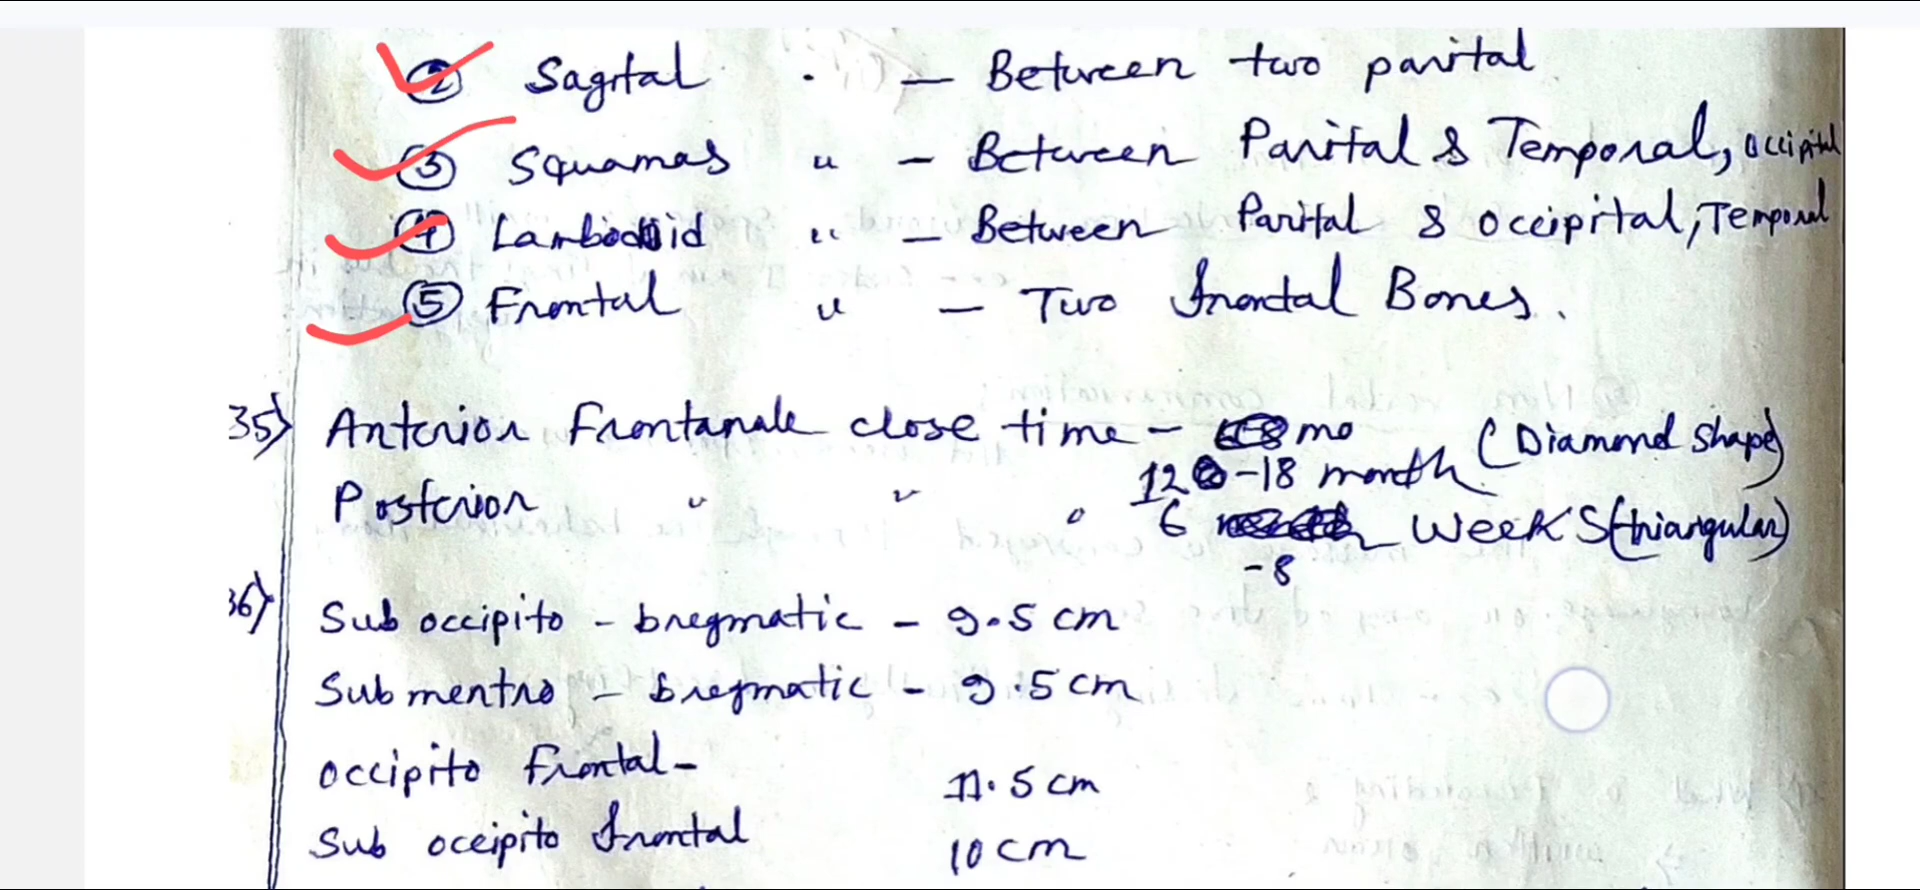 ② Sagital . — Between two parital
③ Squamas " — Between Parital & Temporal, occipital
④ Lambodoid " — Between Parital & occipital, Temporal
⑤ Frontal " — Two frontal Bones.
35) Anterior Frontanale close time — mo (Diamond shape)
12 -18 month
Posterior " " " 6 Weeks (triangular)
-8
36) Sub occipito - bregmatic - 9.5 cm
Sub mentro - bregmatic - 9.5 cm
occipito frontal - 11.5 cm
Sub occipito frontal 10 cm